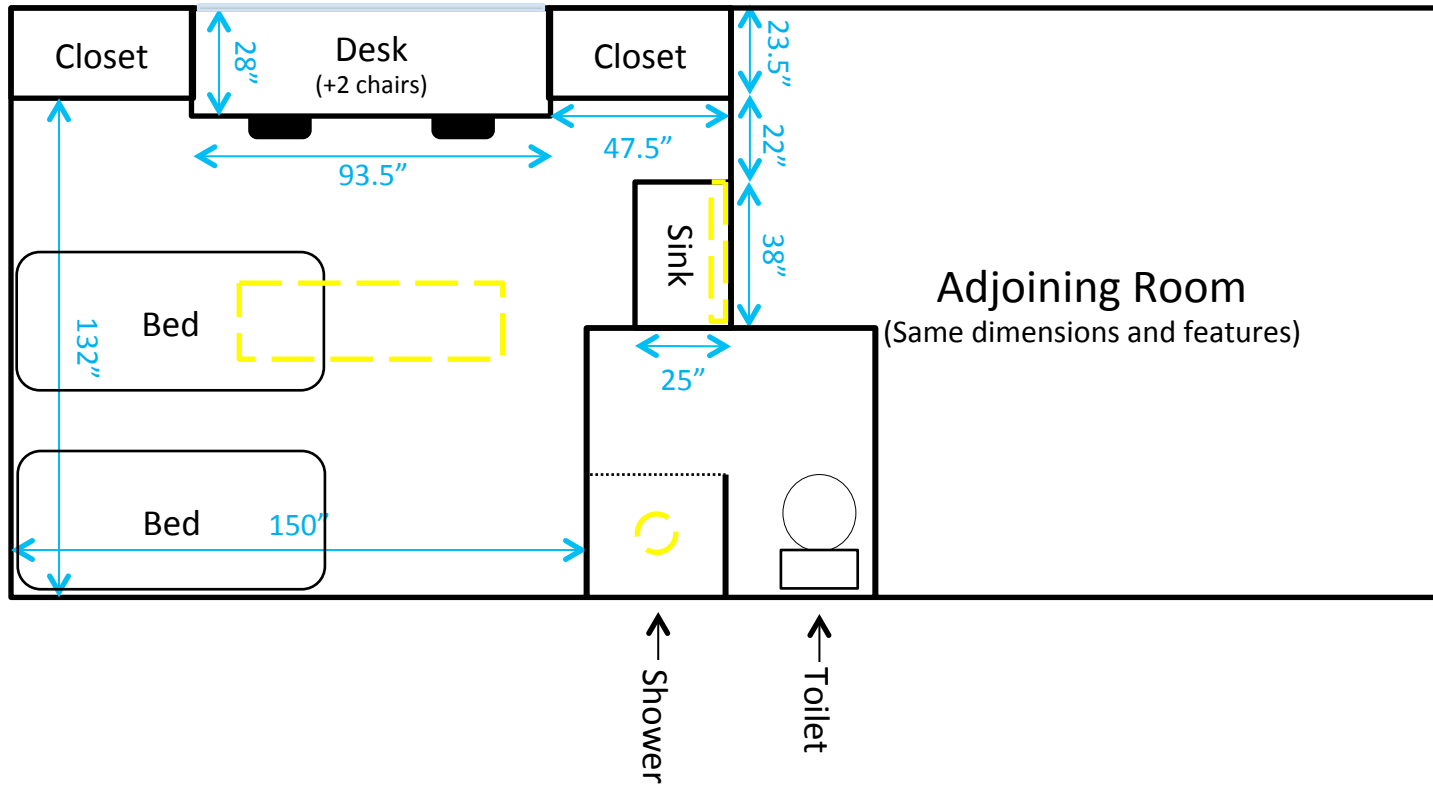 Closet
28”
Desk
(+2 chairs)
Closet
23.5”
93.5”
47.5”
22”
Sink
38”
Bed
132”
25”
Adjoining Room
(Same dimensions and features)
Bed
150”
Shower
Toilet